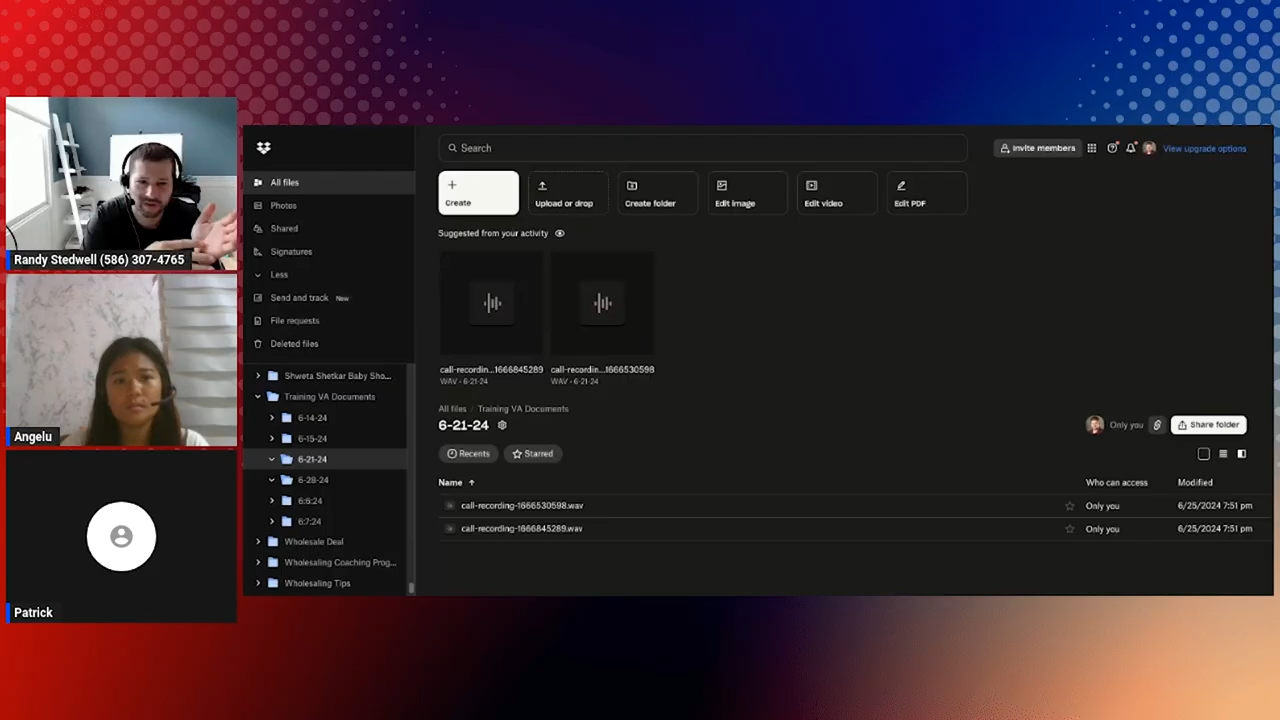 Randy Stedwell (586) 307-4765
Angelu
Patrick
All files
Photos
Shared
Signatures
Less
Send and track New
File requests
Deleted files
Shweta Shetkar Baby Sho...
Training VA Documents
6-14-24
6-15-24
6-21-24
6-28-24
6:6:24
6:7:24
Wholesale Deal
Wholesaling Coaching Prog...
Wholesaling Tips
Search
Invite members
View upgrade options
Create
Upload or drop
Create folder
Edit image
Edit video
Edit PDF
Suggested from your activity
call-recordin...1666845289
WAV • 6-21-24
call-recordin...1666530598
WAV • 6-21-24
All files / Training VA Documents
6-21-24
Only you
Share folder
Recents
Starred
Name Who can access Modified
call-recording-1666530598.wav Only you 6/25/2024 7:51 pm
call-recording-1666845289.wav Only you 6/25/2024 7:51 pm